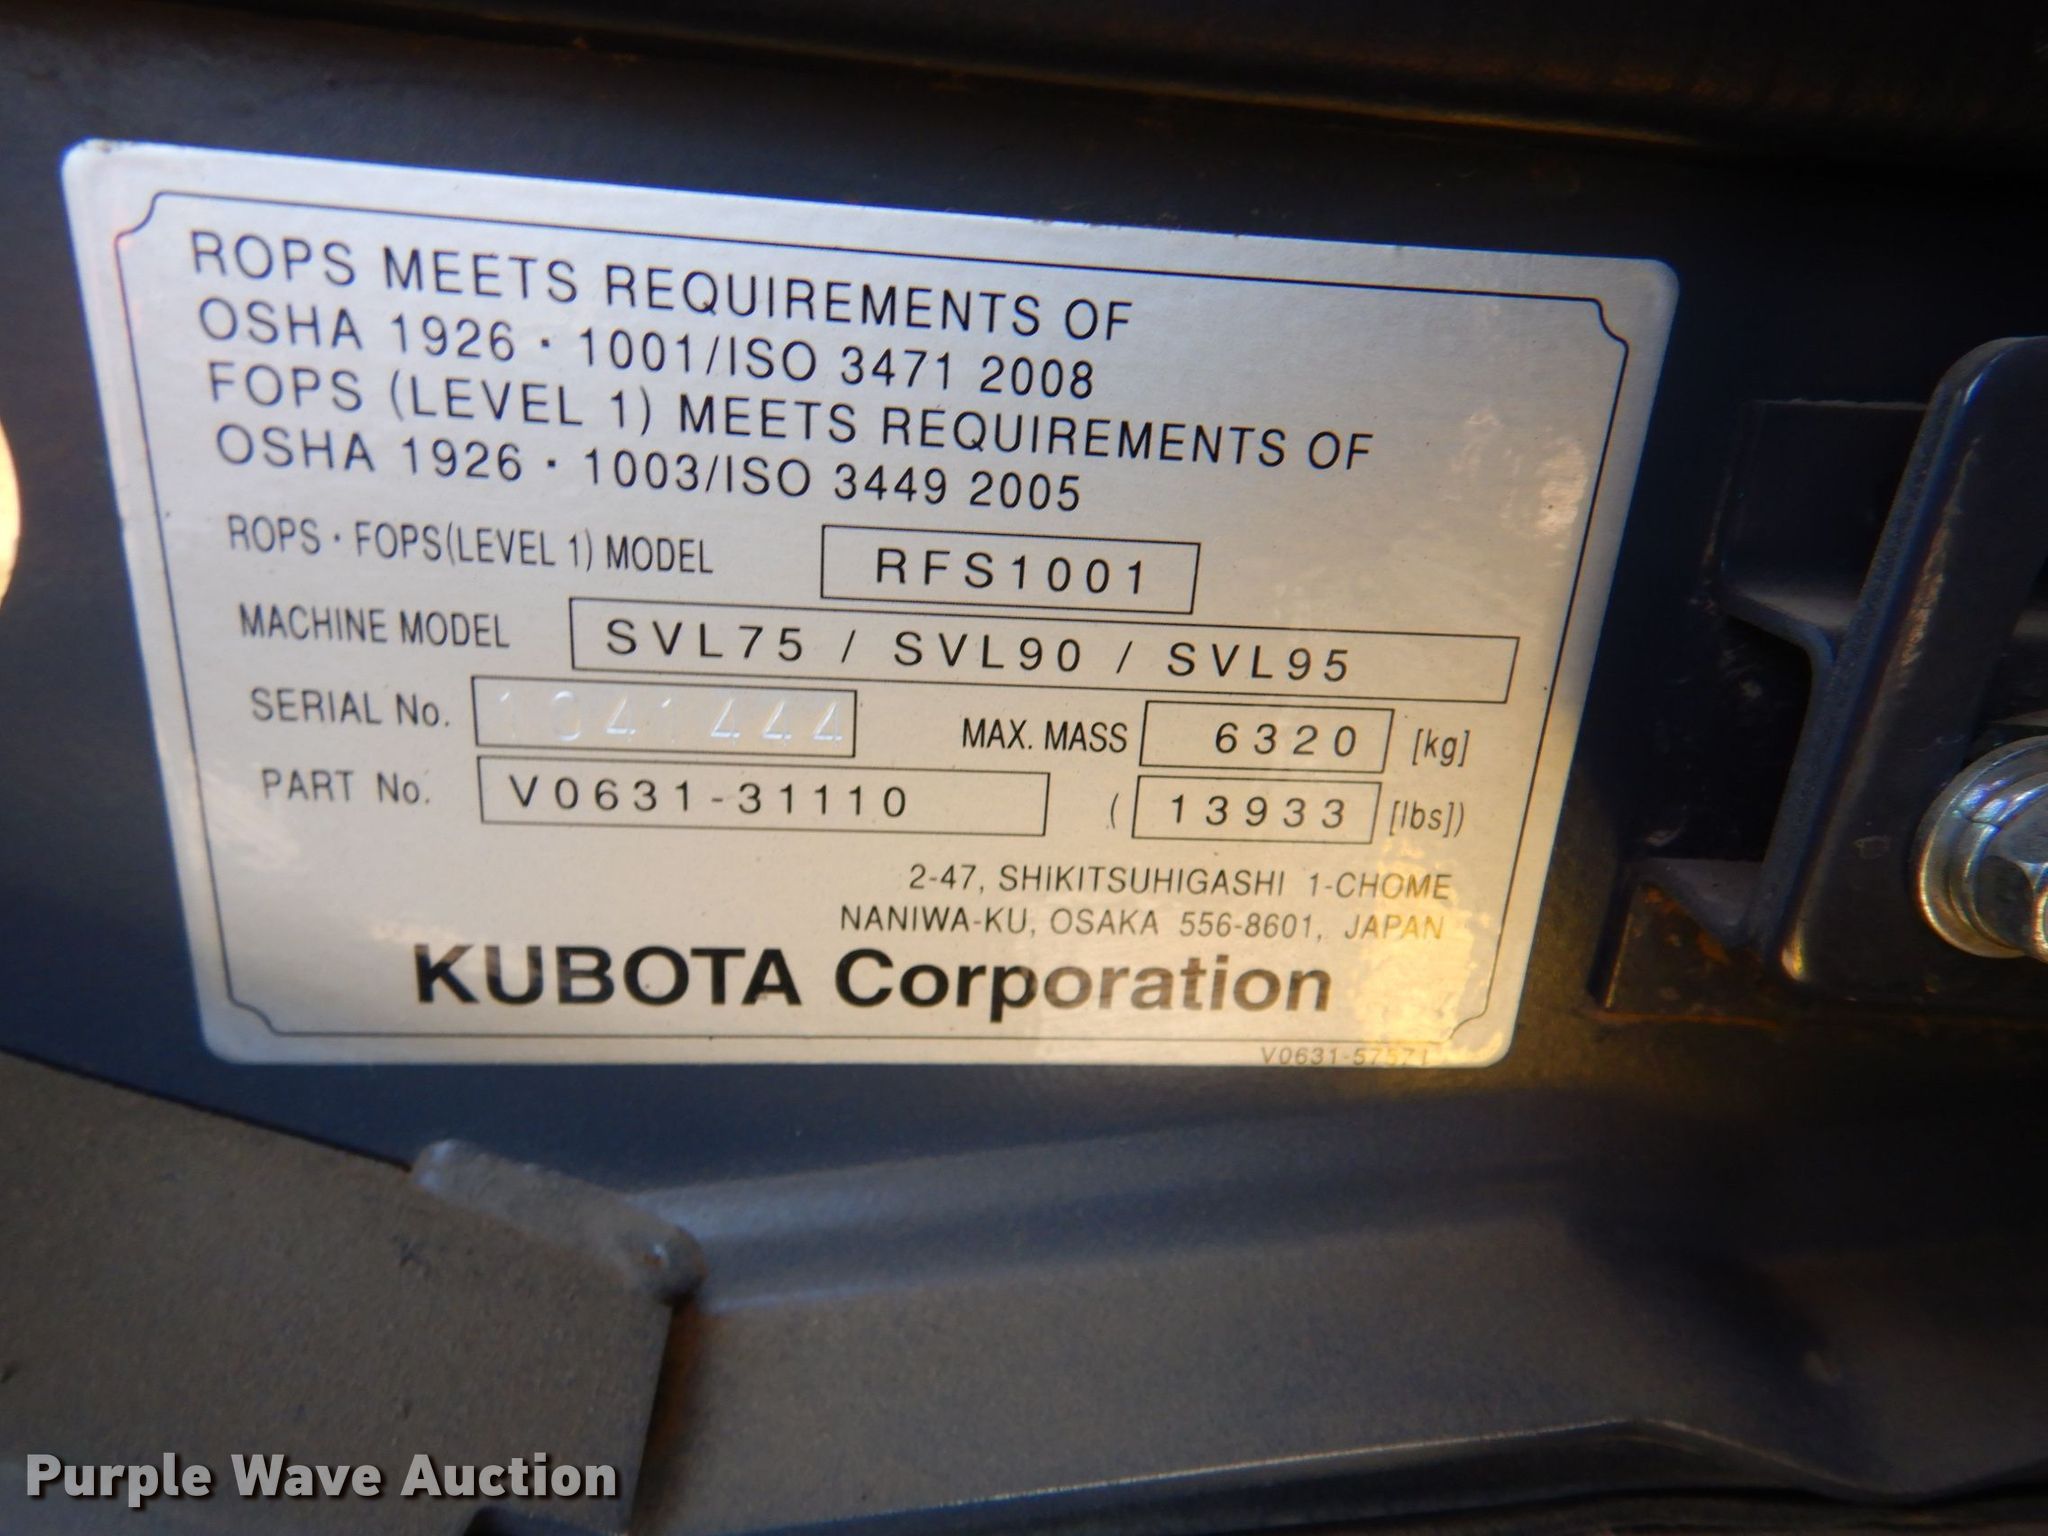 ROPS MEETS REQUIREMENTS OF
OSHA 1926・1001/ISO 3471 2008
FOPS (LEVEL 1) MEETS REQUIREMENTS OF
OSHA 1926・1003/ISO 3449 2005
ROPS・FOPS(LEVEL 1) MODEL RFS1001
MACHINE MODEL SVL75 / SVL90 / SVL95
SERIAL No. 1041444 MAX. MASS 6320 [kg]
PART No. V0631-31110 (13933 [lbs])
2-47, SHIKITSUHIGASHI 1-CHOME
NANIWA-KU, OSAKA 556-8601, JAPAN
KUBOTA Corporation
V0631-57571
Purple Wave Auction